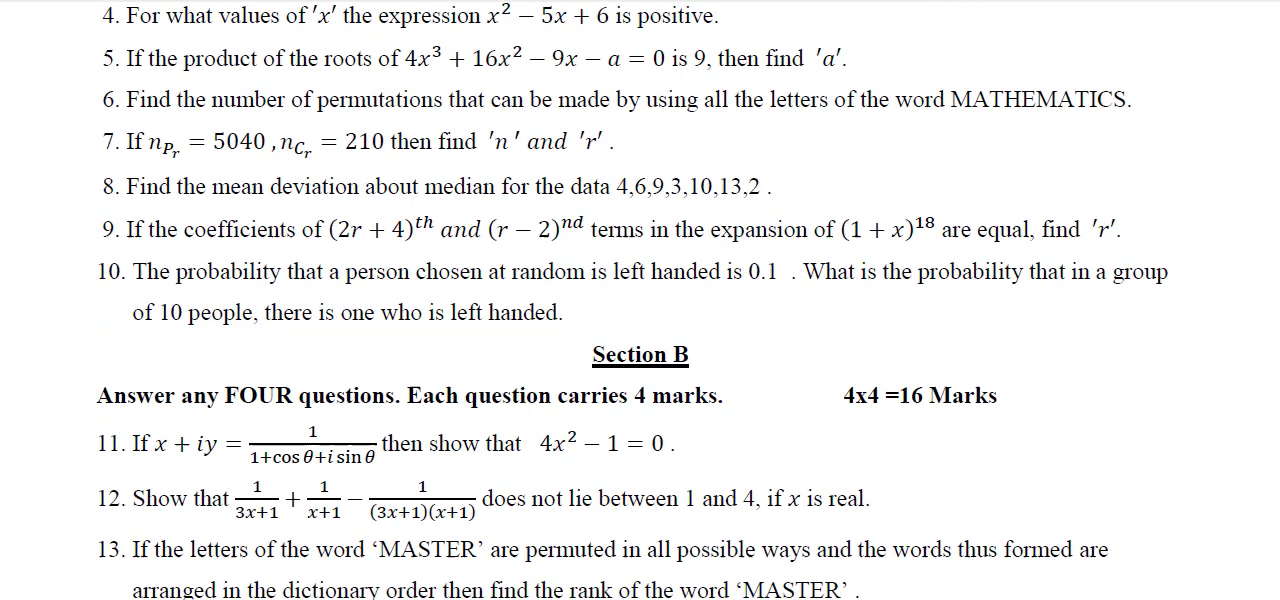 4. For what values of 'x' the expression x² − 5x + 6 is positive.
5. If the product of the roots of 4x³ + 16x² − 9x − a = 0 is 9, then find 'a'.
6. Find the number of permutations that can be made by using all the letters of the word MATHEMATICS.
7. If n_{P_r} = 5040 , n_{C_r} = 210 then find 'n' and 'r' .
8. Find the mean deviation about median for the data 4,6,9,3,10,13,2 .
9. If the coefficients of (2r + 4)^{th} and (r − 2)^{nd} terms in the expansion of (1 + x)^{18} are equal, find 'r'.
10. The probability that a person chosen at random is left handed is 0.1 . What is the probability that in a group
of 10 people, there is one who is left handed.
Section B
Answer any FOUR questions. Each question carries 4 marks. 4x4 =16 Marks
11. If x + iy = 1/(1+cos θ+i sin θ) then show that 4x² − 1 = 0 .
12. Show that 1/(3x+1) + 1/(x+1) − 1/((3x+1)(x+1)) does not lie between 1 and 4, if x is real.
13. If the letters of the word ‘MASTER’ are permuted in all possible ways and the words thus formed are
arranged in the dictionary order then find the rank of the word ‘MASTER’ .